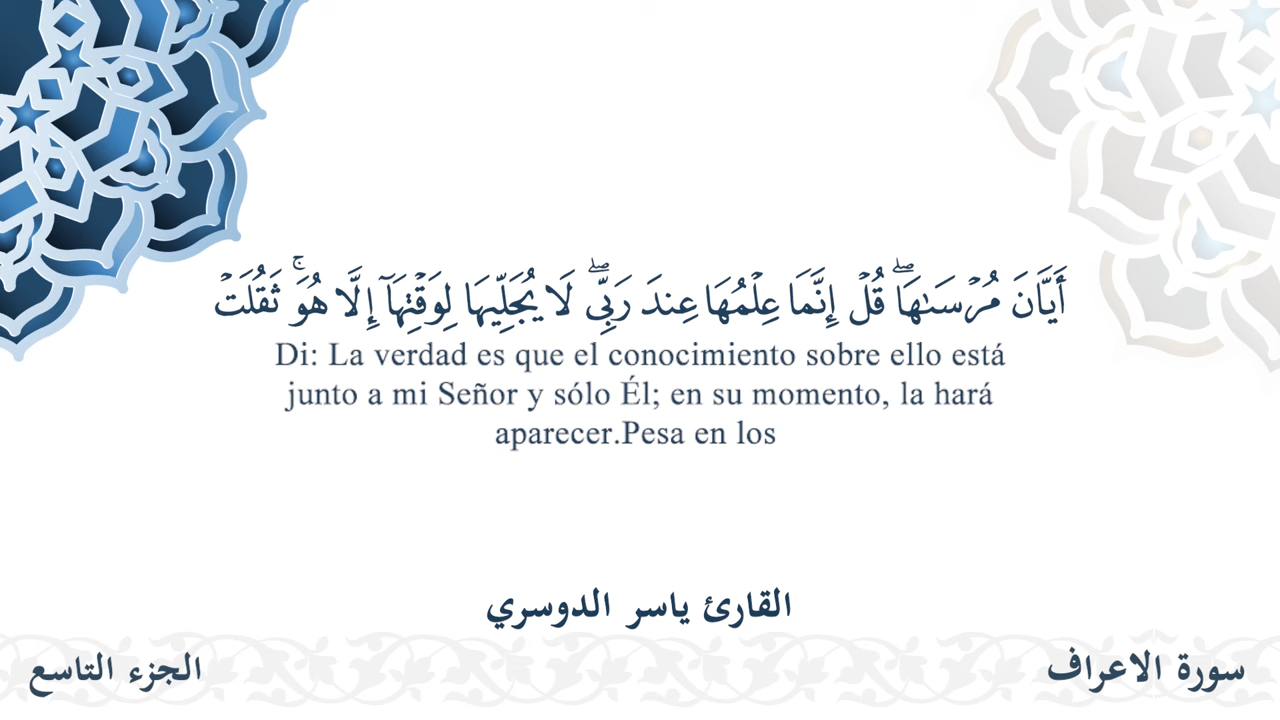 أَيَّانَ مُرۡسَىٰهَاۖ قُلۡ إِنَّمَا عِلۡمُهَا عِندَ رَبِّيۖ لَا يُجَلِّيهَا لِوَقۡتِهَآ إِلَّا هُوَۚ ثَقُلَتۡ
Di: La verdad es que el conocimiento sobre ello está
junto a mi Señor y sólo Él; en su momento, la hará
aparecer.Pesa en los
القارئ ياسر الدوسري
سورة الاعراف
الجزء التاسع